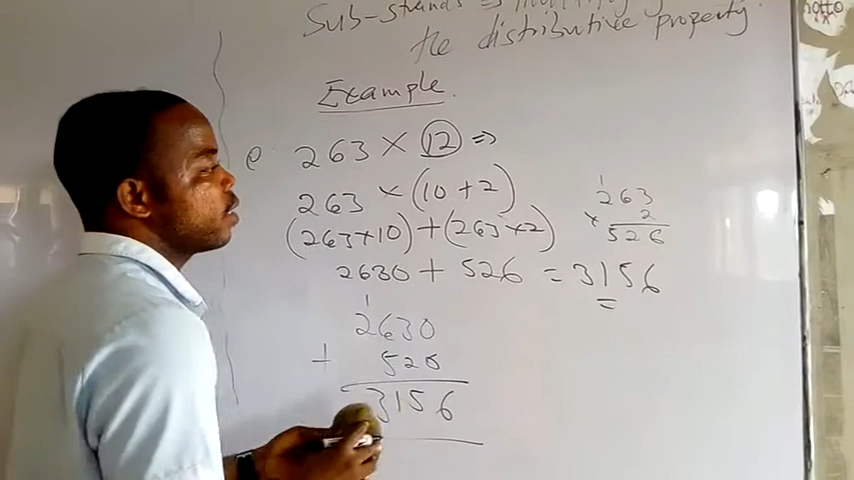 Sub-strands =
the distributive property.
Example.
e 263 × 12 ⇒
263 × (10 + 2)
(263×10) + (263×2)
2630 + 526 = 3156
1
263
× 2
526
1
2630
+ 526
3156